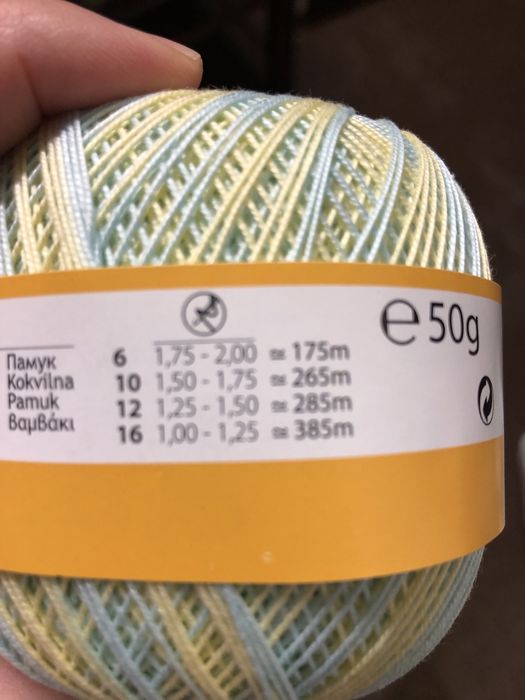 ℮ 50g
Памук
Kokvilna
Pamuk
Βαμβάκι
6 1,75 - 2,00 ≃ 175m
10 1,50 - 1,75 ≃ 265m
12 1,25 - 1,50 ≃ 285m
16 1,00 - 1,25 ≃ 385m